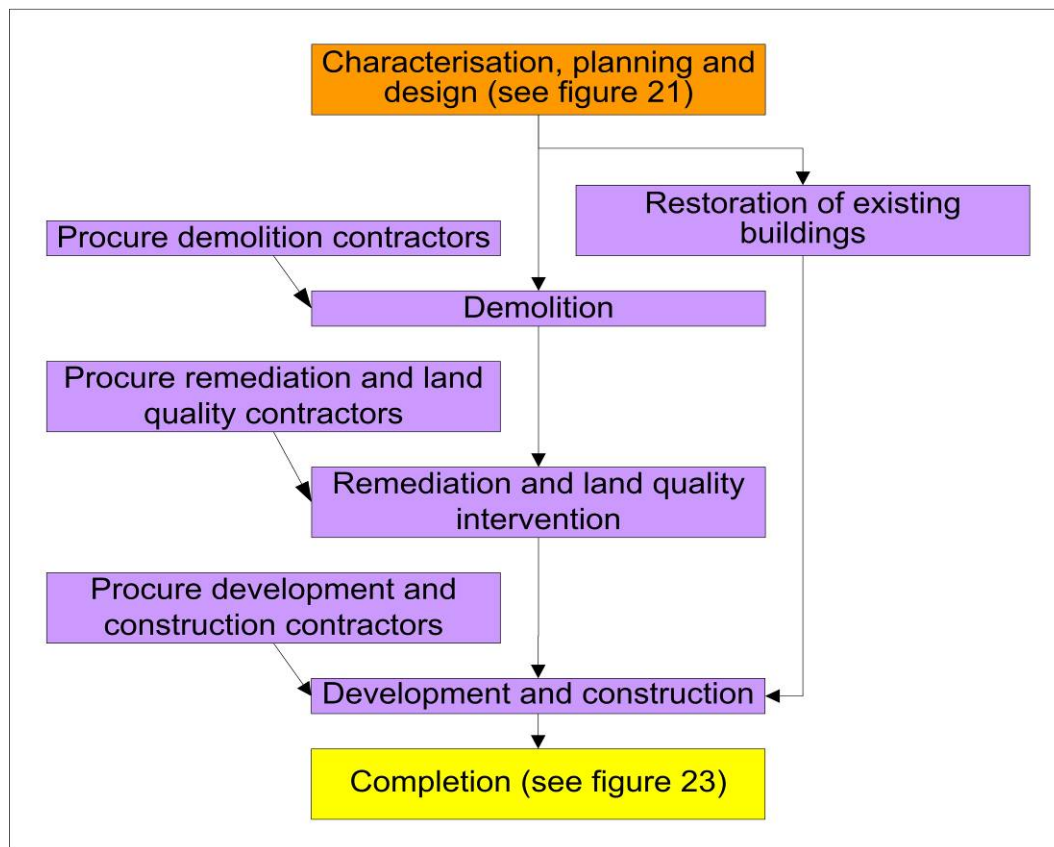 Characterisation, planning and
design (see figure 21)
Restoration of existing
buildings
Procure demolition contractors
Demolition
Procure remediation and land
quality contractors
Remediation and land quality
intervention
Procure development and
construction contractors
Development and construction
Completion (see figure 23)